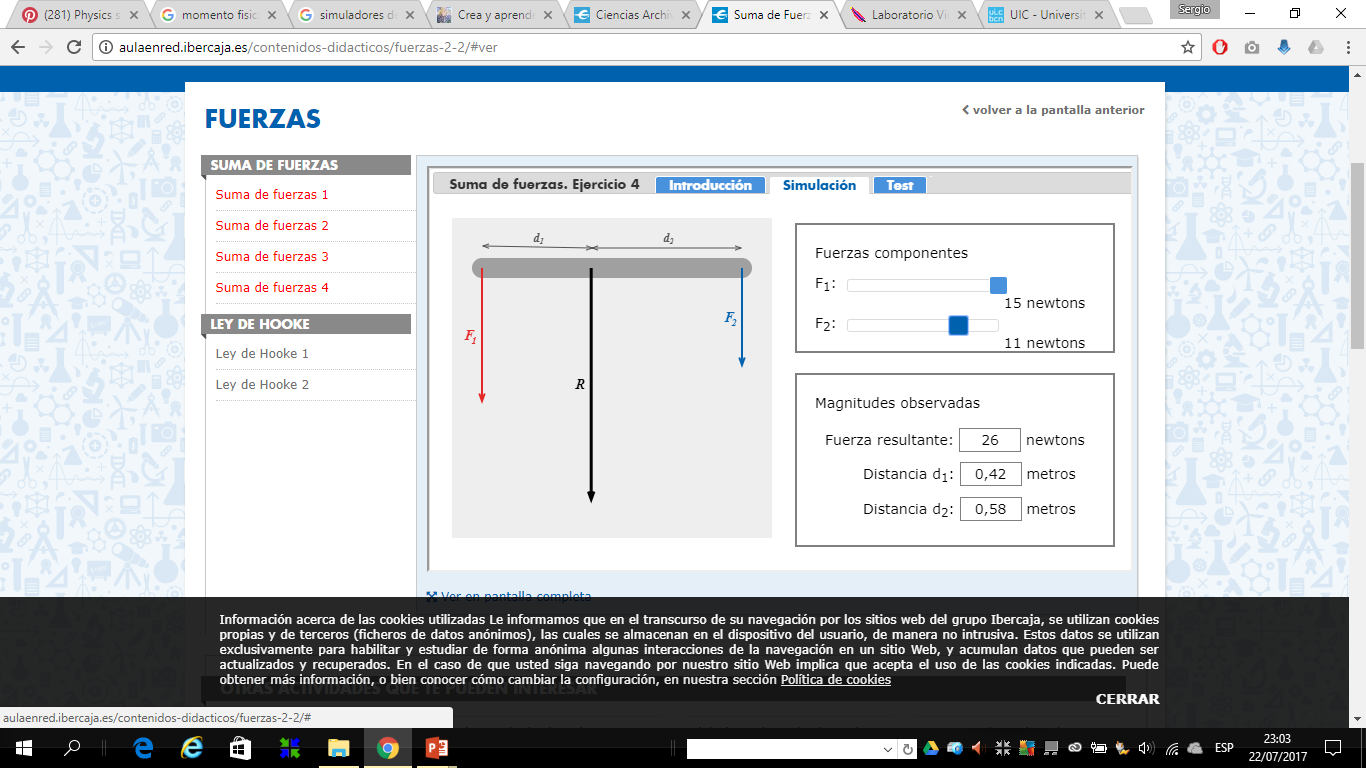 (281) Physics s
momento físic
simuladores d
Crea y aprend
Ciencias Archiv
Suma de Fuerz
Laboratorio Vi
UIC - Universit
Sergio
aulaenred.ibercaja.es/contenidos-didacticos/fuerzas-2-2/#ver
FUERZAS
volver a la pantalla anterior
SUMA DE FUERZAS
Suma de fuerzas 1
Suma de fuerzas 2
Suma de fuerzas 3
Suma de fuerzas 4
LEY DE HOOKE
Ley de Hooke 1
Ley de Hooke 2
Suma de fuerzas. Ejercicio 4
Introducción
Simulación
Test
d1
d2
F1
F2
R
Fuerzas componentes
F1:
15 newtons
F2:
11 newtons
Magnitudes observadas
Fuerza resultante: 26 newtons
Distancia d1: 0,42 metros
Distancia d2: 0,58 metros
Ver en pantalla completa
Información acerca de las cookies utilizadas Le informamos que en el transcurso de su navegación por los sitios web del grupo Ibercaja, se utilizan cookies
propias y de terceros (ficheros de datos anónimos), las cuales se almacenan en el dispositivo del usuario, de manera no intrusiva. Estos datos se utilizan
exclusivamente para habilitar y estudiar de forma anónima algunas interacciones de la navegación en un sitio Web, y acumulan datos que pueden ser
actualizados y recuperados. En el caso de que usted siga navegando por nuestro sitio Web implica que acepta el uso de las cookies indicadas. Puede
obtener más información, o bien conocer cómo cambiar la configuración, en nuestra sección Política de cookies
OTRAS ACTIVIDADES QUE TE PUEDEN INTERESAR
CERRAR
aulaenred.ibercaja.es/contenidos-didacticos/fuerzas-2-2/#
ESP
23:03
22/07/2017